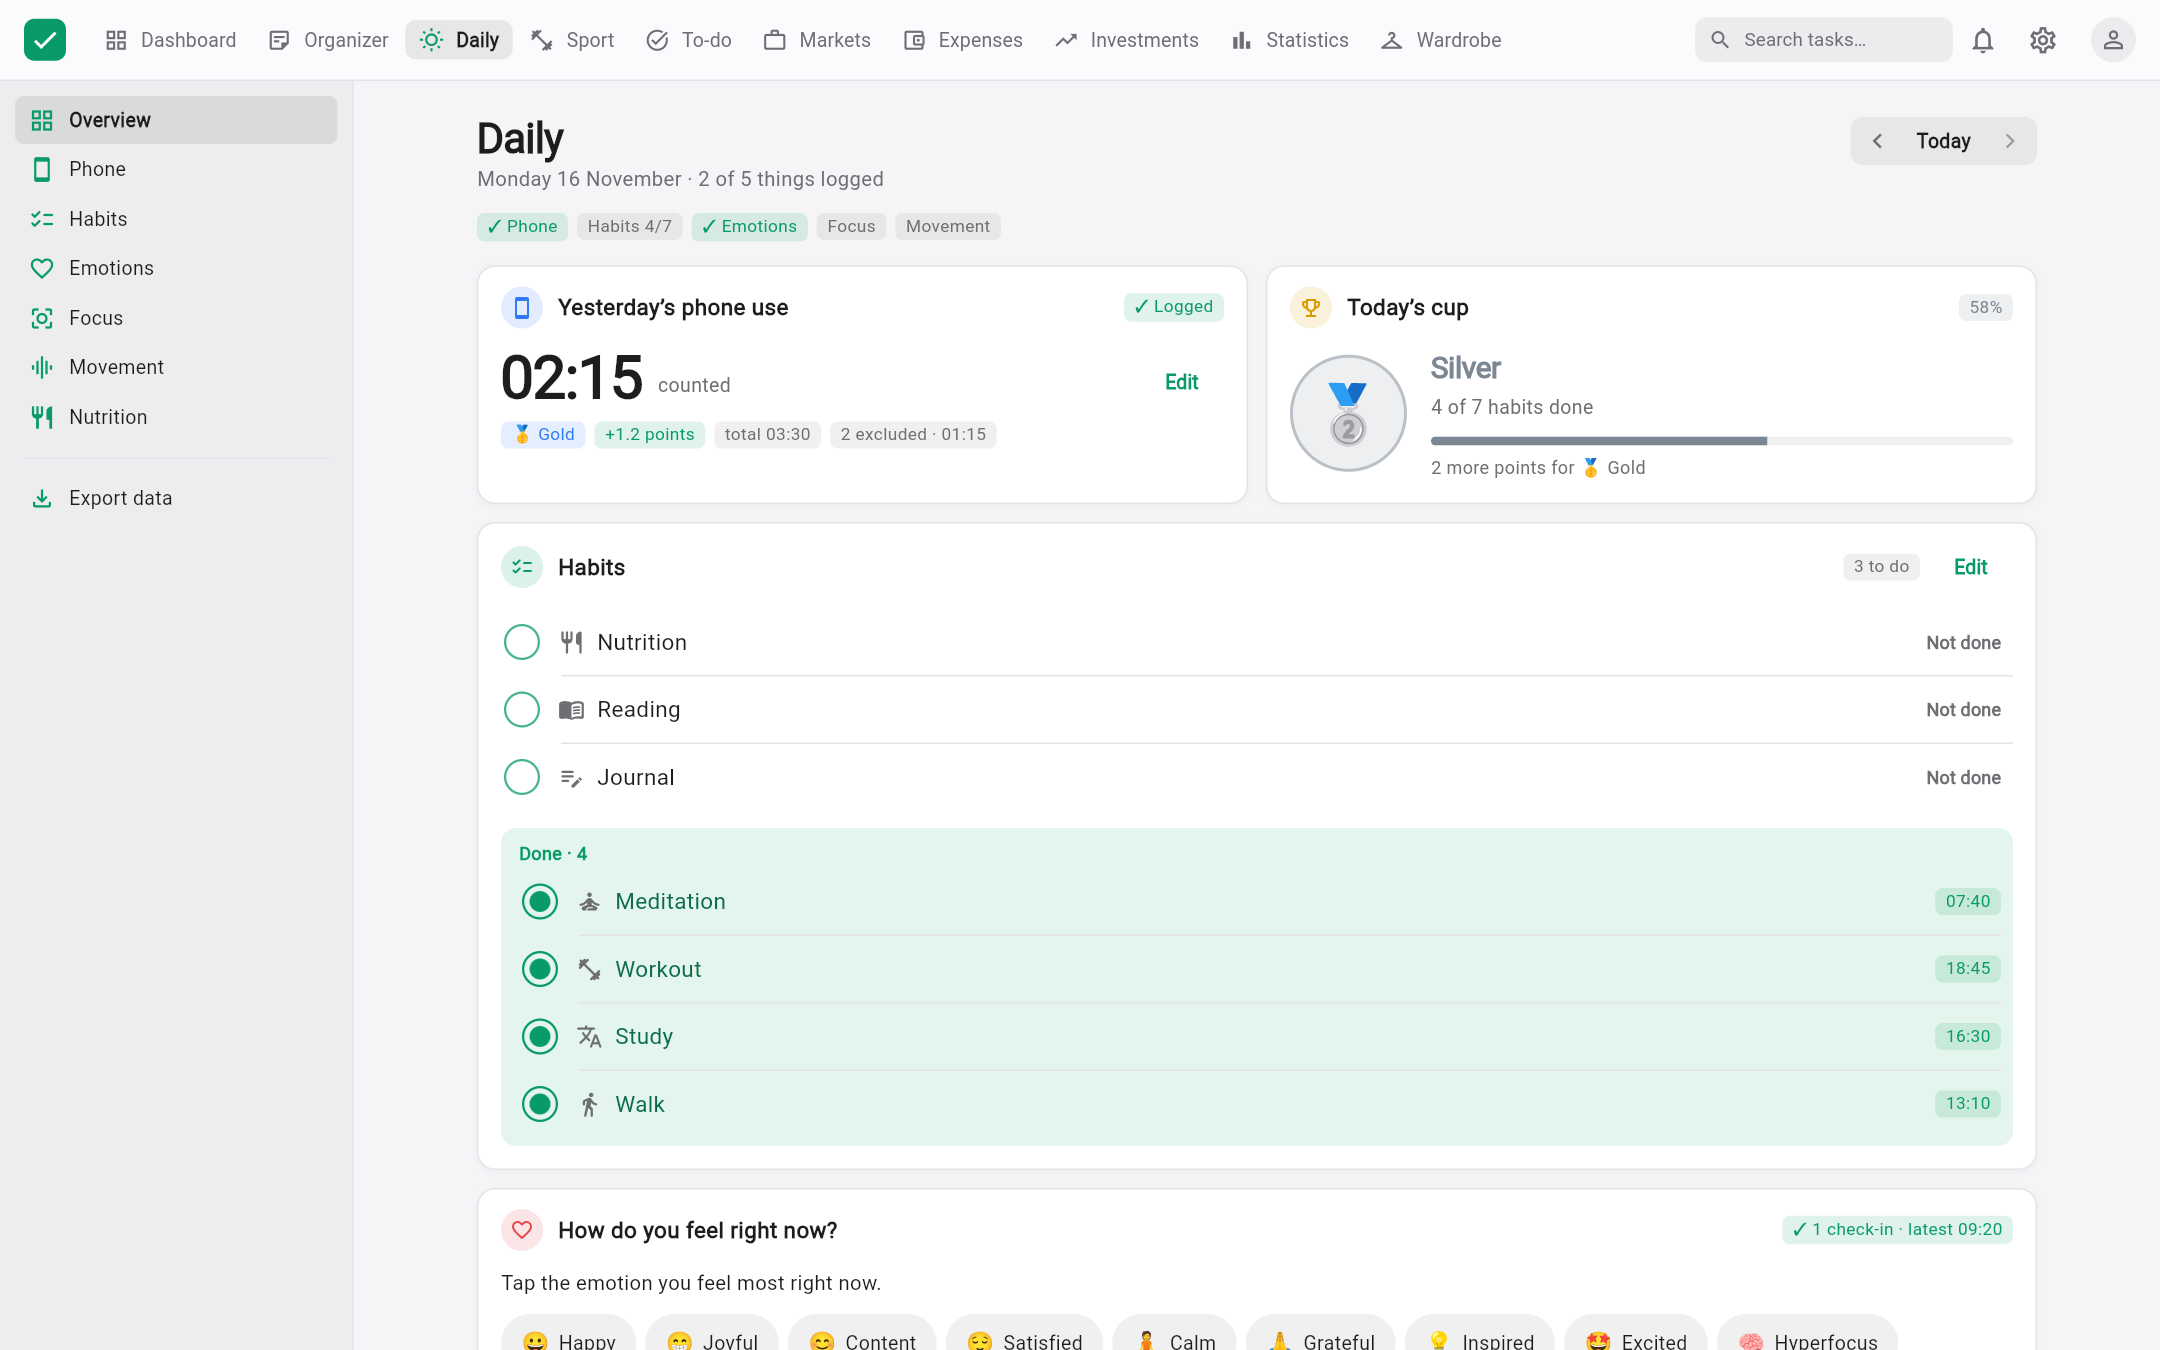 Dashboard Organizer Daily Sport To-do Markets Expenses Investments Statistics Wardrobe Search tasks...
Overview
Phone
Habits
Emotions
Focus
Movement
Nutrition
Export data
Daily
Today
Monday 16 November · 2 of 5 things logged
✓ Phone Habits 4/7 ✓ Emotions Focus Movement
Yesterday’s phone use ✓ Logged
02:15 counted Edit
Gold +1.2 points total 03:30 2 excluded · 01:15
Today’s cup 58%
2
Silver
4 of 7 habits done
2 more points for Gold
Habits 3 to do Edit
Nutrition Not done
Reading Not done
Journal Not done
Done · 4
Meditation 07:40
Workout 18:45
Study 16:30
Walk 13:10
How do you feel right now? ✓ 1 check-in · latest 09:20
Tap the emotion you feel most right now.
Happy Joyful Content Satisfied Calm Grateful Inspired Excited Hyperfocus